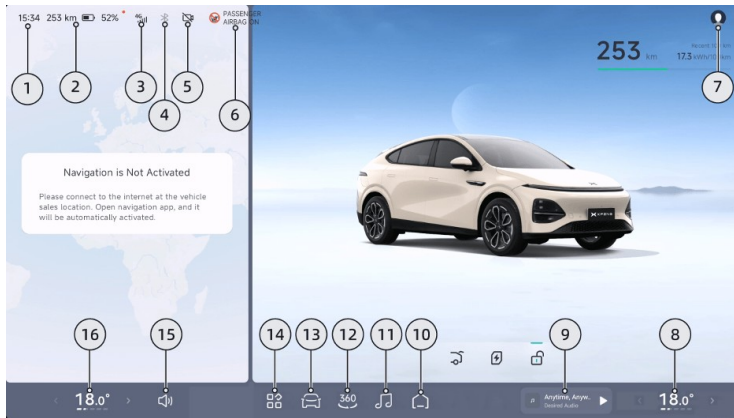 15:34 253 km 52% 4G PASSENGER
AIRBAG ON
1
2
3
4
5
6
7
253 km
17.3 kWh/100km
Navigation is Not Activated
Please connect to the internet at the vehicle
sales location. Open navigation app, and it
will be automatically activated.
XPENG
16
15
14
13
12
11
10
9
8
18.0°
360
Anytime, Anyw..
Desired Audio
18.0°